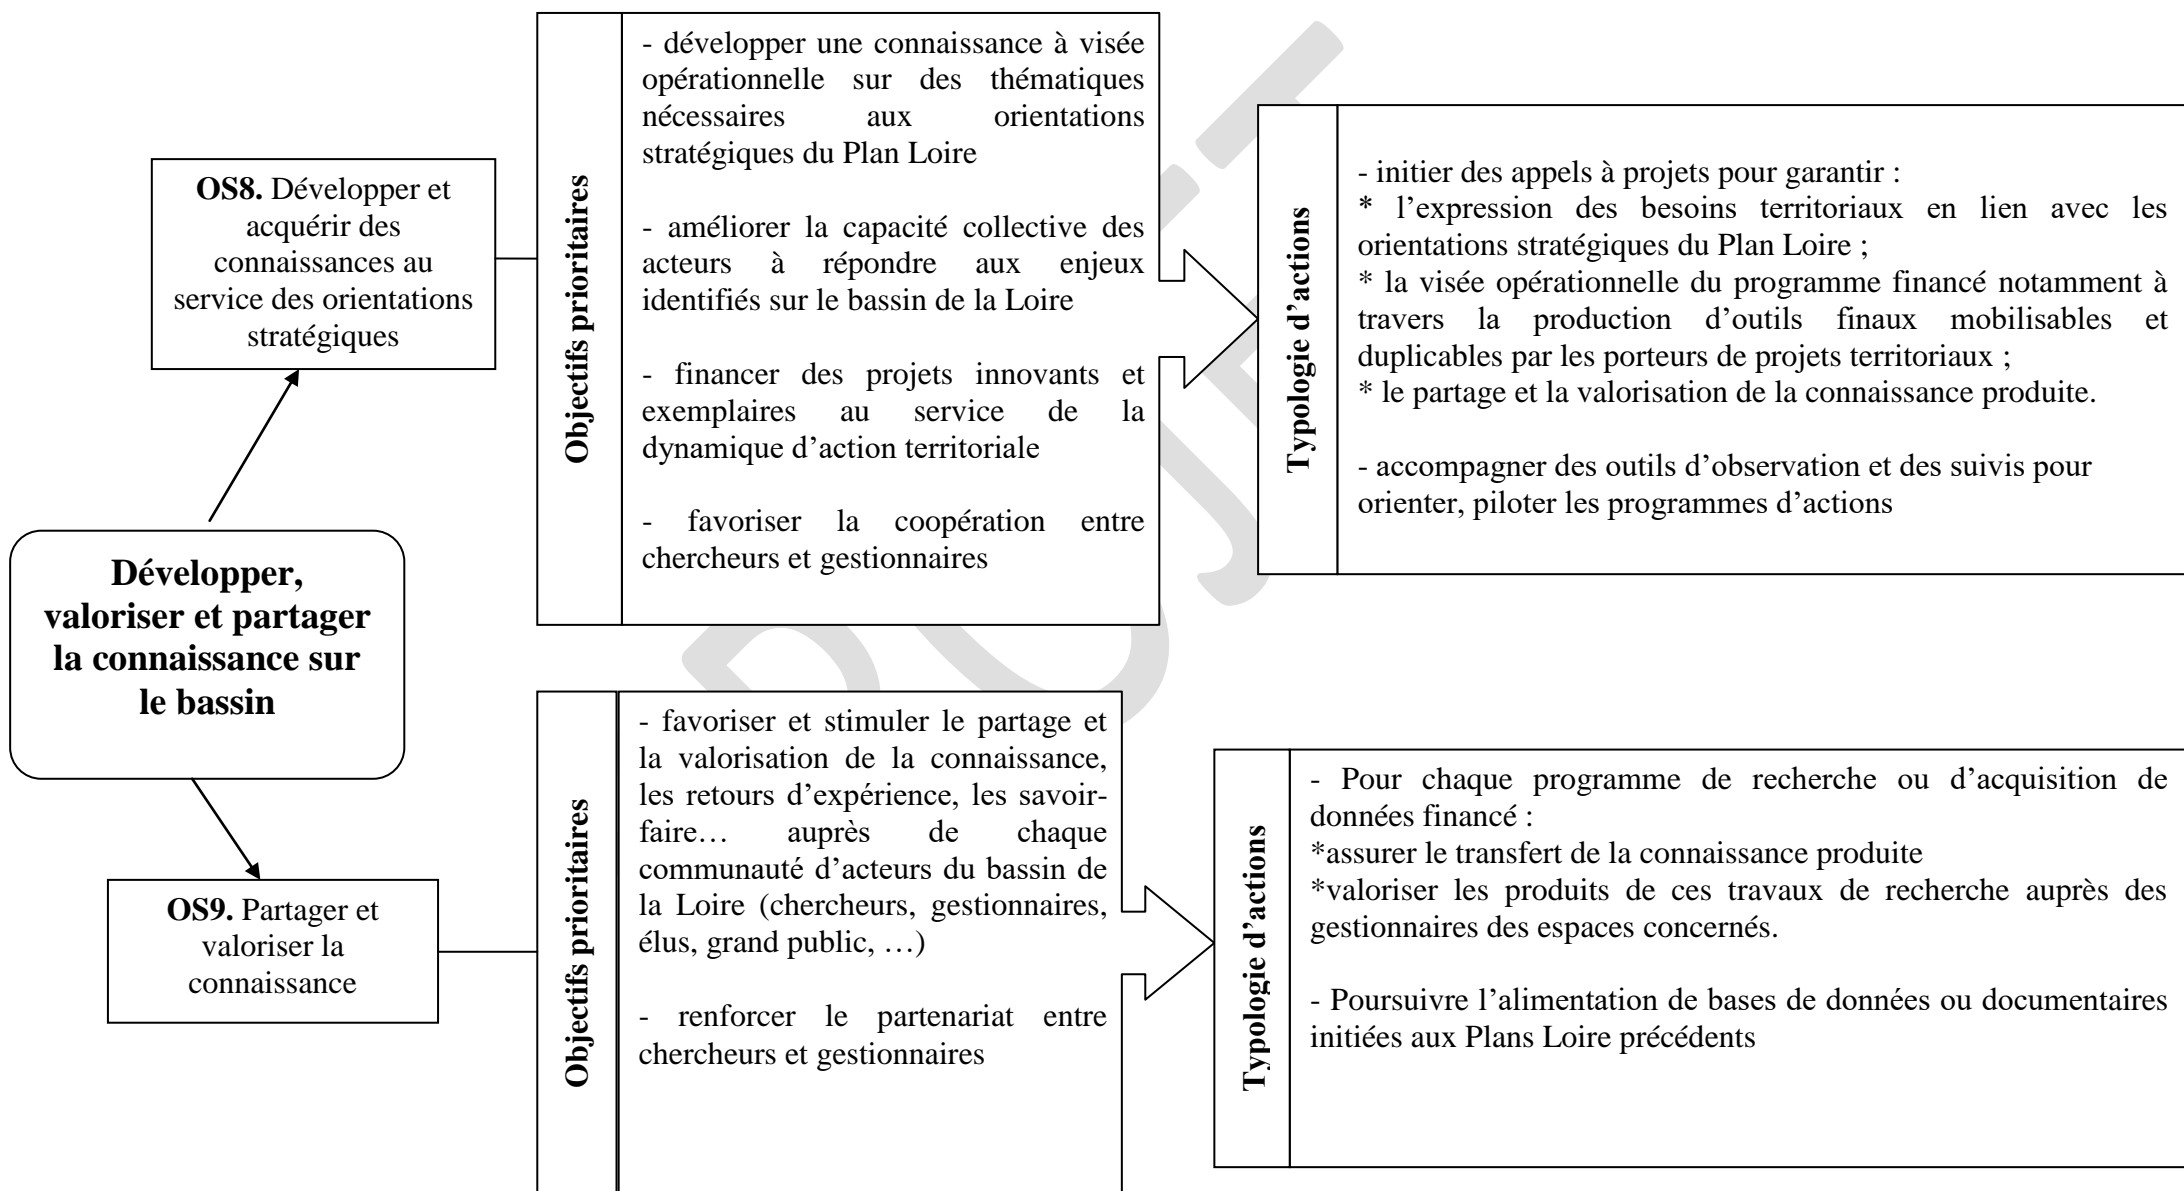 Développer,
valoriser et partager
la connaissance sur
le bassin
OS8. Développer et
acquérir des
connaissances au
service des orientations
stratégiques
Objectifs prioritaires
- développer une connaissance à visée
opérationnelle sur des thématiques
nécessaires aux orientations
stratégiques du Plan Loire
- améliorer la capacité collective des
acteurs à répondre aux enjeux
identifiés sur le bassin de la Loire
- financer des projets innovants et
exemplaires au service de la
dynamique d’action territoriale
- favoriser la coopération entre
chercheurs et gestionnaires
Typologie d’actions
- initier des appels à projets pour garantir :
* l’expression des besoins territoriaux en lien avec les
orientations stratégiques du Plan Loire ;
* la visée opérationnelle du programme financé notamment à
travers la production d’outils finaux mobilisables et
duplicables par les porteurs de projets territoriaux ;
* le partage et la valorisation de la connaissance produite.
- accompagner des outils d’observation et des suivis pour
orienter, piloter les programmes d’actions
OS9. Partager et
valoriser la
connaissance
Objectifs prioritaires
- favoriser et stimuler le partage et
la valorisation de la connaissance,
les retours d’expérience, les savoir-
faire… auprès de chaque
communauté d’acteurs du bassin de
la Loire (chercheurs, gestionnaires,
élus, grand public, …)
- renforcer le partenariat entre
chercheurs et gestionnaires
Typologie d’actions
- Pour chaque programme de recherche ou d’acquisition de
données financé :
*assurer le transfert de la connaissance produite
*valoriser les produits de ces travaux de recherche auprès des
gestionnaires des espaces concernés.
- Poursuivre l’alimentation de bases de données ou documentaires
initiées aux Plans Loire précédents